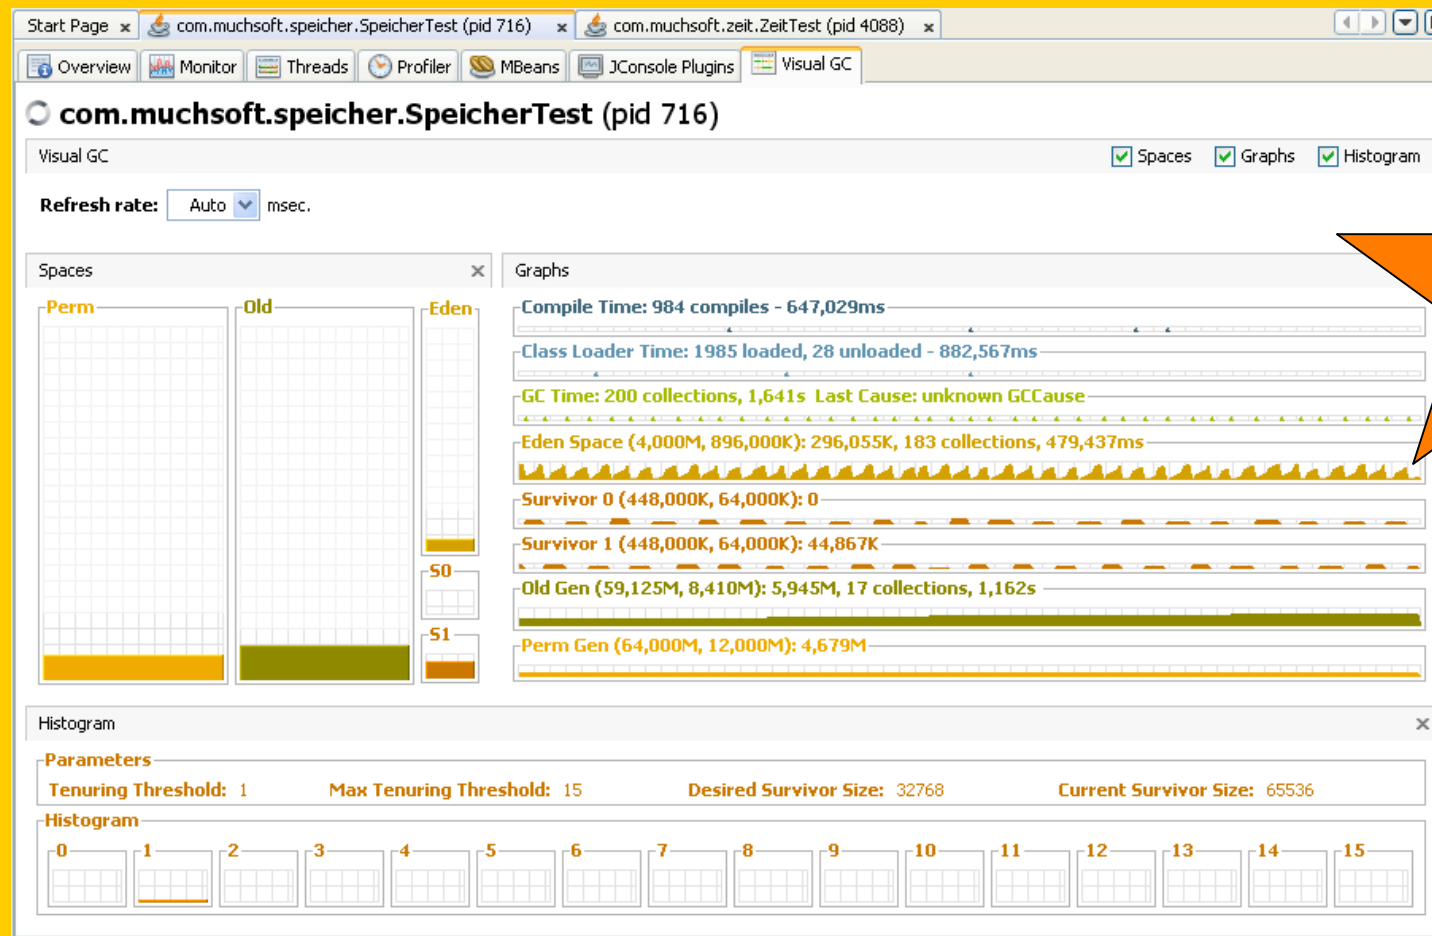 Start Page com.muchsoft.speicher.SpeicherTest (pid 716) com.muchsoft.zeit.ZeitTest (pid 4088)
Overview Monitor Threads Profiler MBeans JConsole Plugins Visual GC
com.muchsoft.speicher.SpeicherTest (pid 716)
Visual GC Spaces Graphs Histogram
Refresh rate: Auto msec.
Spaces
Perm Old Eden
S0
S1
Graphs
Compile Time: 984 compiles - 647,029ms
Class Loader Time: 1985 loaded, 28 unloaded - 882,567ms
GC Time: 200 collections, 1,641s Last Cause: unknown GCCause
Eden Space (4,000M, 896,000K): 296,055K, 183 collections, 479,437ms
Survivor 0 (448,000K, 64,000K): 0
Survivor 1 (448,000K, 64,000K): 44,867K
Old Gen (59,125M, 8,410M): 5,945M, 17 collections, 1,162s
Perm Gen (64,000M, 12,000M): 4,679M
Histogram
Parameters
Tenuring Threshold: 1 Max Tenuring Threshold: 15 Desired Survivor Size: 32768 Current Survivor Size: 65536
Histogram
0 1 2 3 4 5 6 7 8 9 10 11 12 13 14 15